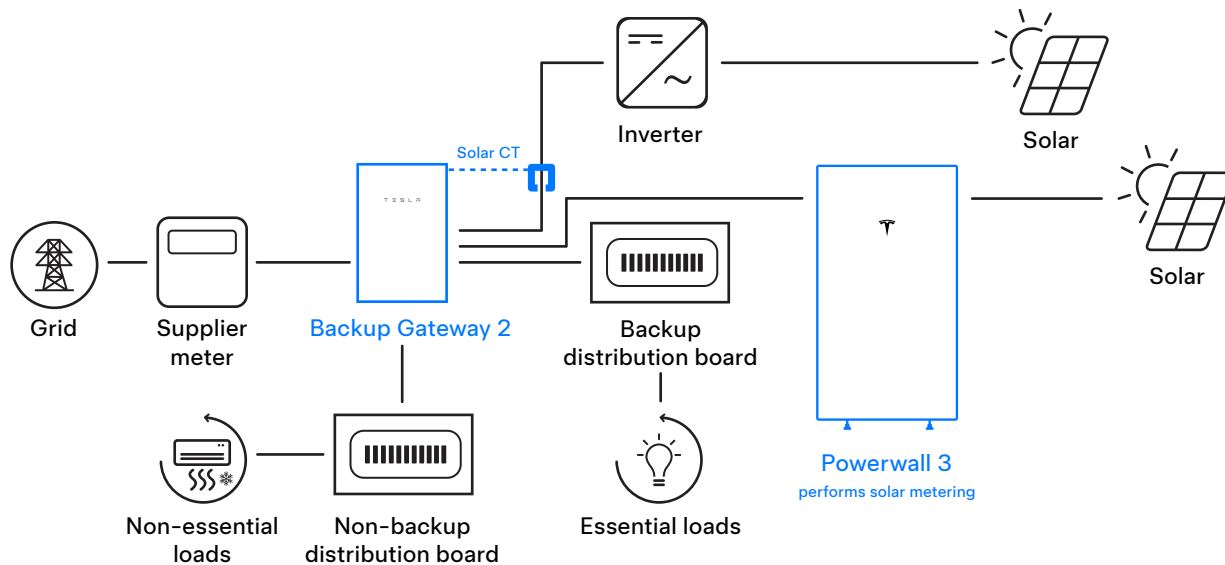 Inverter
Solar
Solar CT
TESLA
Solar
Grid
Supplier
meter
Backup Gateway 2
Backup
distribution board
Powerwall 3
performs solar metering
Non-essential
loads
Non-backup
distribution board
Essential loads